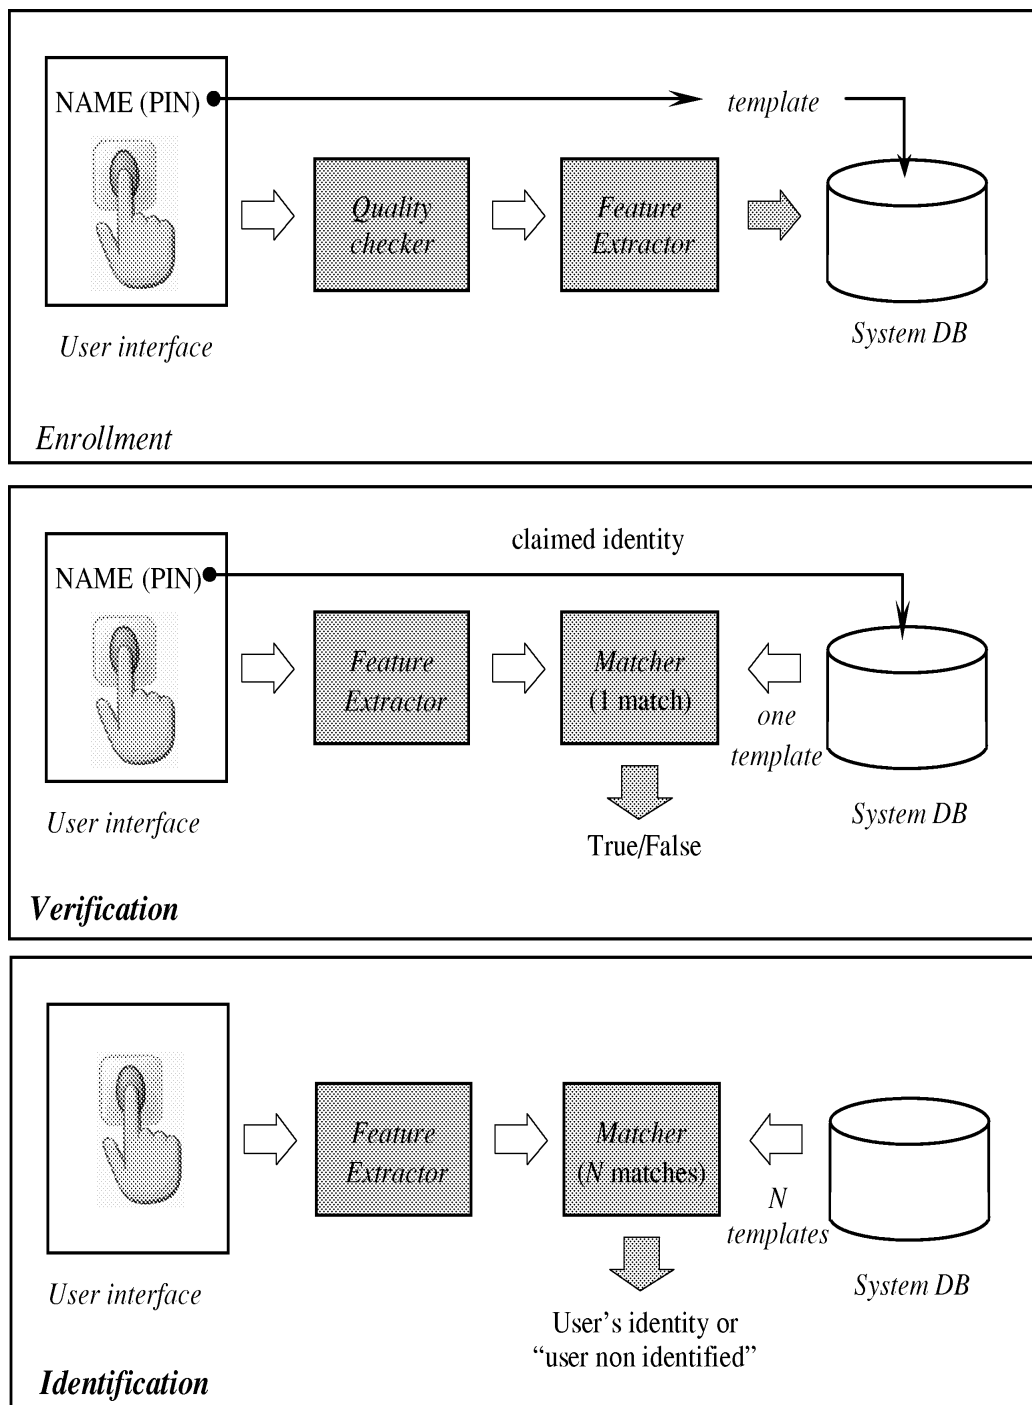 NAME (PIN)
template
Quality
checker
Feature
Extractor
User interface
System DB
Enrollment
claimed identity
NAME (PIN)
Feature
Extractor
Matcher
(1 match)
one
template
True/False
User interface
System DB
Verification
Feature
Extractor
Matcher
(N matches)
N
templates
User interface
System DB
User's identity or
“user non identified”
Identification